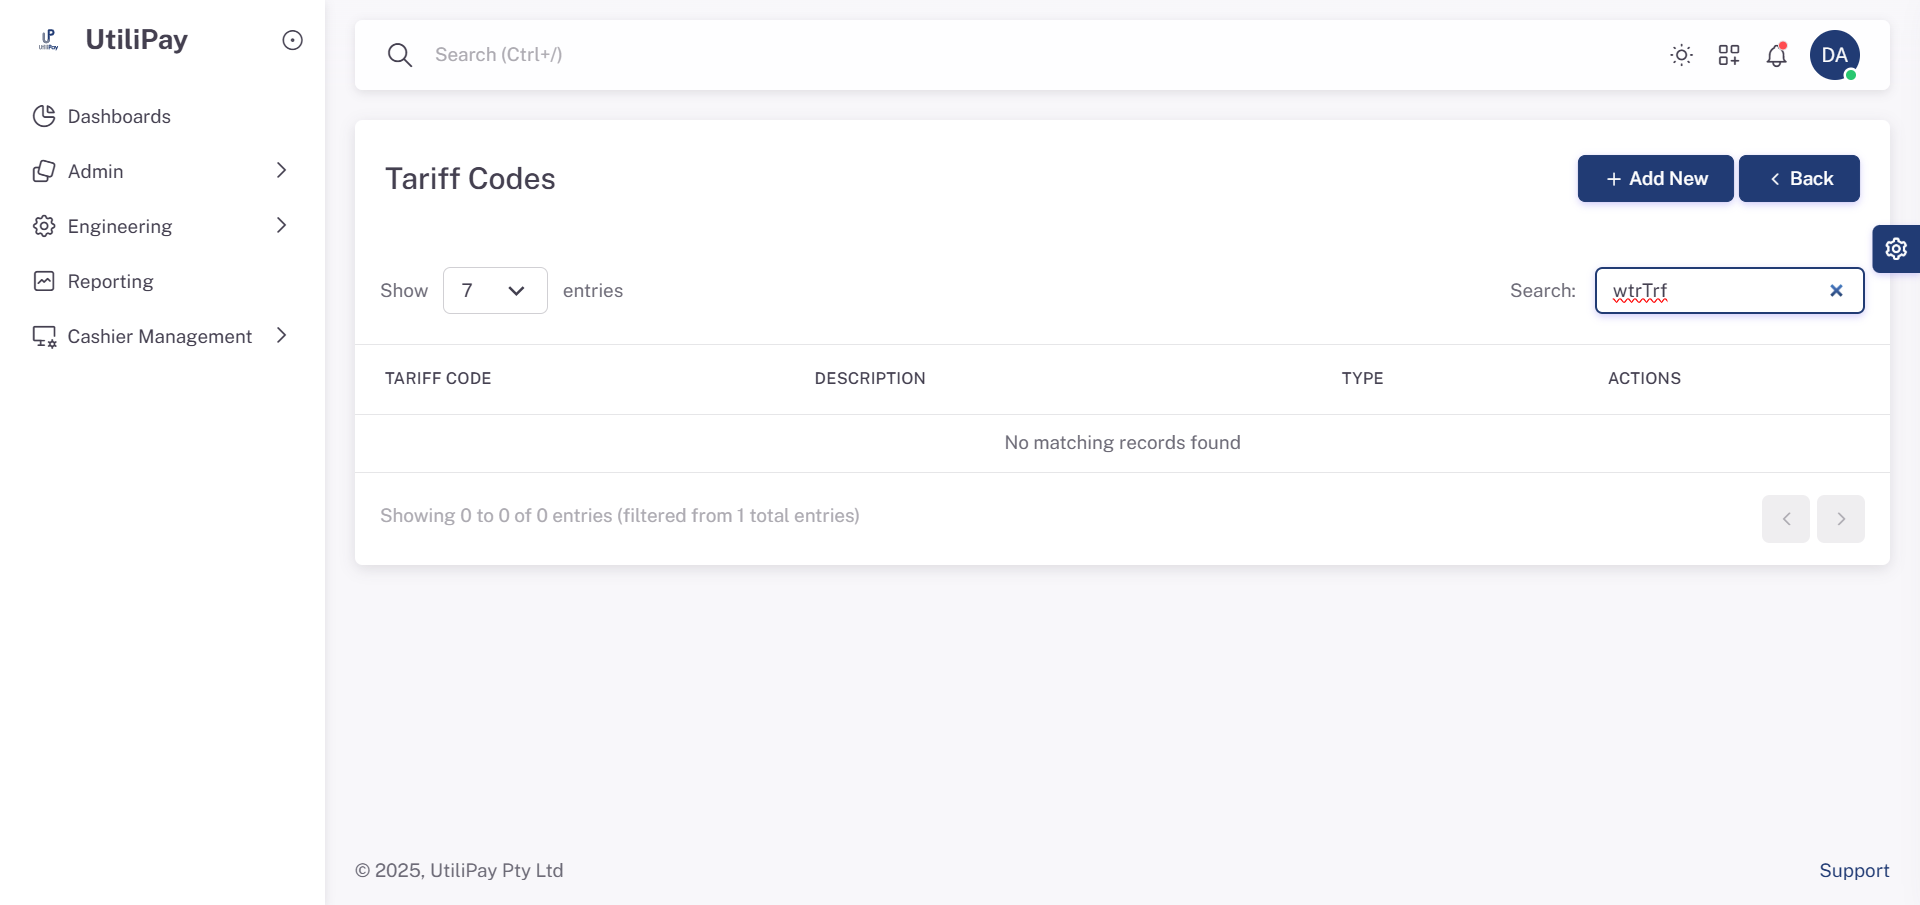 UP
UtiliPay
UtiliPay
Dashboards
Admin
Engineering
Reporting
Cashier Management
Search (Ctrl+/)
DA
Tariff Codes
+ Add New
< Back
Show 7 entries
Search: wtrTrf
TARIFF CODE DESCRIPTION TYPE ACTIONS
No matching records found
Showing 0 to 0 of 0 entries (filtered from 1 total entries)
© 2025, UtiliPay Pty Ltd
Support